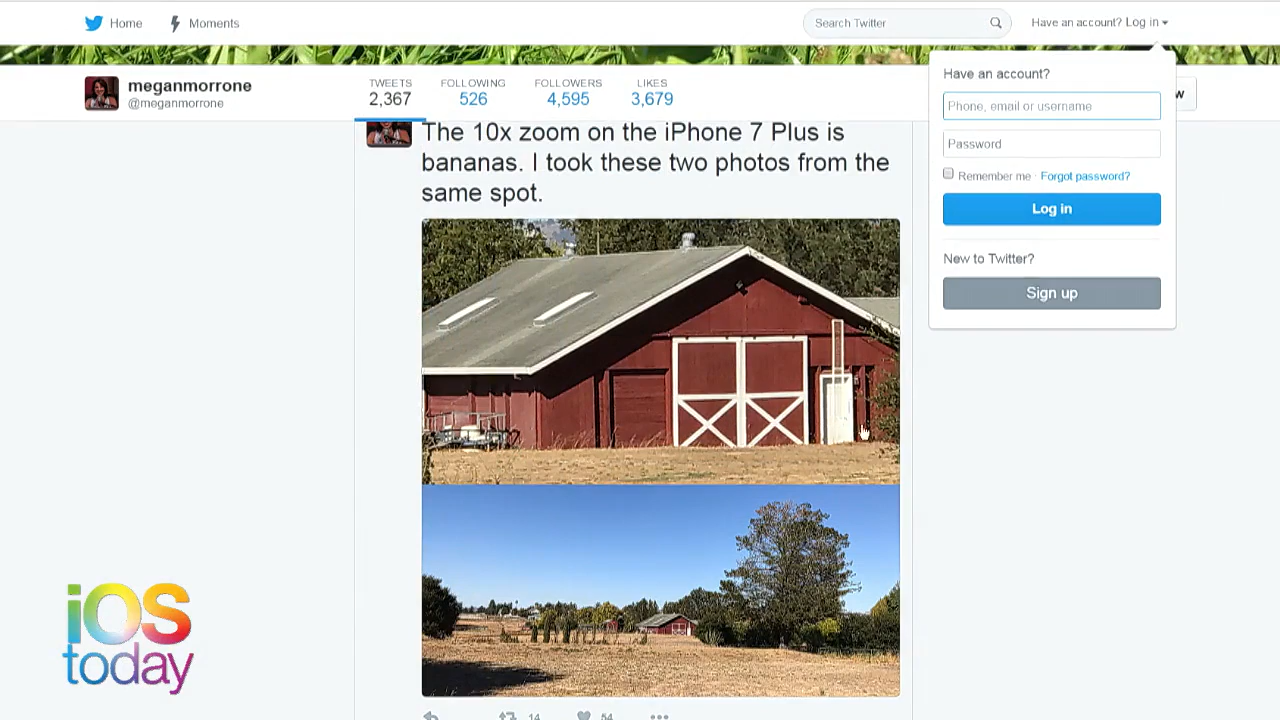 Home
Moments
Search Twitter
Have an account? Log in
meganmorrone
@meganmorrone
TWEETS
2,367
FOLLOWING
526
FOLLOWERS
4,595
LIKES
3,679
w
The 10x zoom on the iPhone 7 Plus is
bananas. I took these two photos from the
same spot.
14
54
Have an account?
Phone, email or username
Password
Remember me · Forgot password?
Log in
New to Twitter?
Sign up
iOS
today